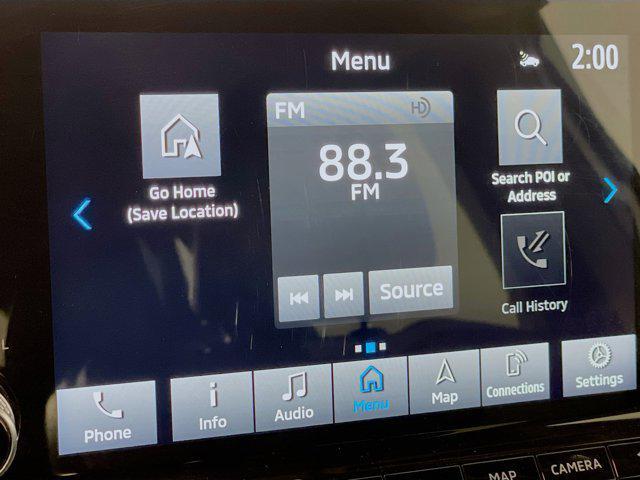 Menu
2:00
FM
HD
88.3
FM
Go Home
(Save Location)
Search POI or
Address
Source
Call History
Phone
Info
Audio
Menu
Map
Connections
Settings
MAP
CAMERA